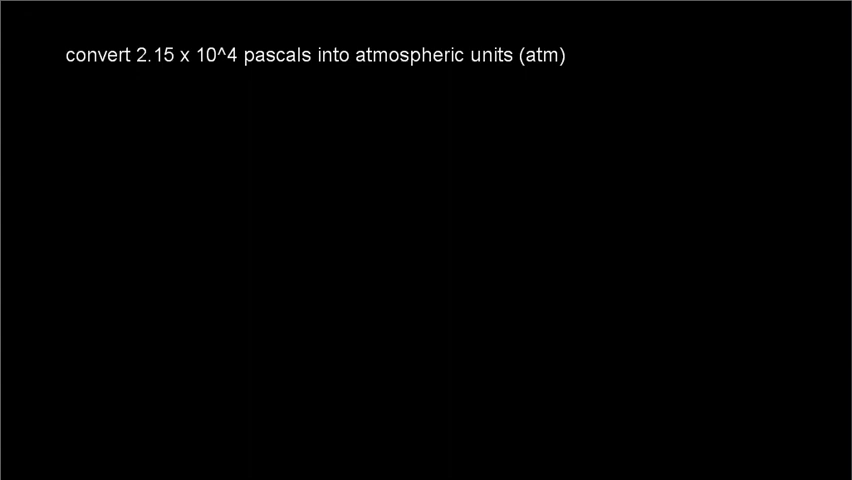 convert 2.15 x 10^4 pascals into atmospheric units (atm)